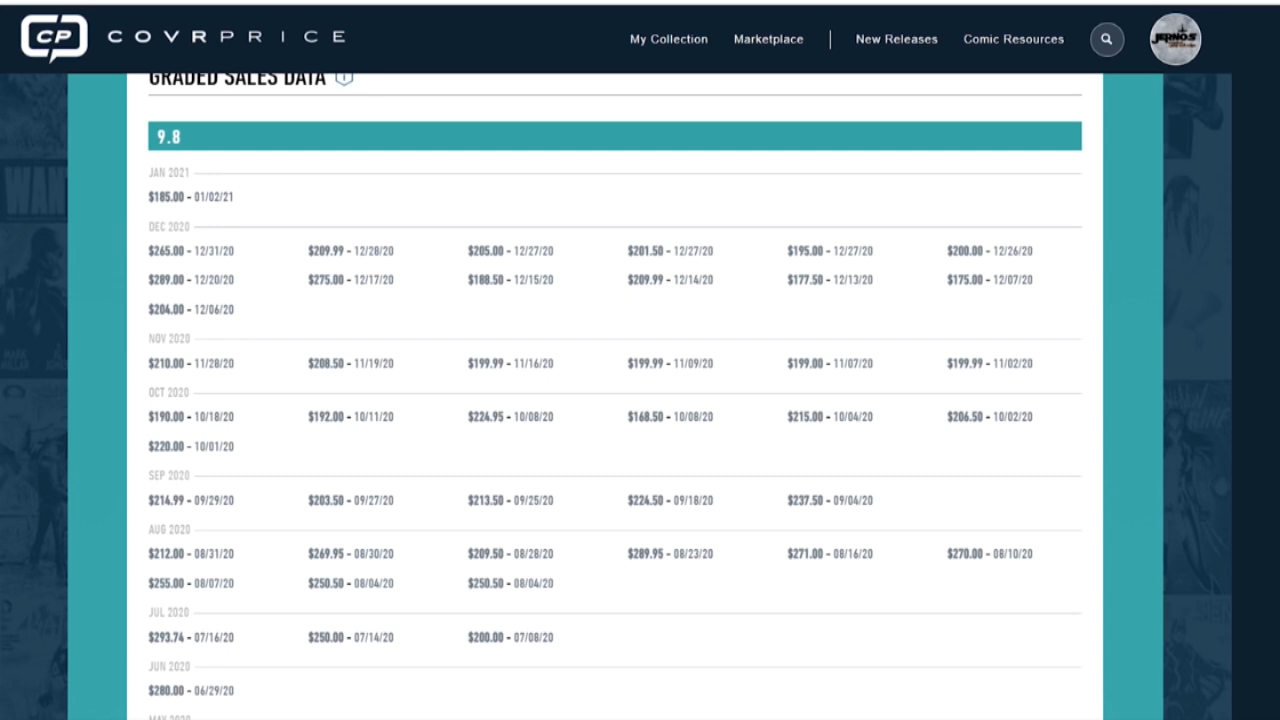 CP COVRPRICE My Collection Marketplace New Releases Comic Resources JERNO'S
GRADED SALES DATA
9.8
JAN 2021
$185.00 - 01/02/21
DEC 2020
$265.00 - 12/31/20 $209.99 - 12/28/20 $205.00 - 12/27/20 $201.50 - 12/27/20 $195.00 - 12/27/20 $200.00 - 12/26/20
$289.00 - 12/20/20 $275.00 - 12/17/20 $188.50 - 12/15/20 $209.99 - 12/14/20 $177.50 - 12/13/20 $175.00 - 12/07/20
$204.00 - 12/06/20
NOV 2020
$210.00 - 11/28/20 $208.50 - 11/19/20 $199.99 - 11/16/20 $199.99 - 11/09/20 $199.00 - 11/07/20 $199.99 - 11/02/20
OCT 2020
$190.00 - 10/18/20 $192.00 - 10/11/20 $224.95 - 10/08/20 $168.50 - 10/08/20 $215.00 - 10/04/20 $206.50 - 10/02/20
$220.00 - 10/01/20
SEP 2020
$214.99 - 09/29/20 $203.50 - 09/27/20 $213.50 - 09/25/20 $224.50 - 09/18/20 $237.50 - 09/04/20
AUG 2020
$212.00 - 08/31/20 $269.95 - 08/30/20 $209.50 - 08/28/20 $289.95 - 08/23/20 $271.00 - 08/16/20 $270.00 - 08/10/20
$255.00 - 08/07/20 $250.50 - 08/04/20 $250.50 - 08/04/20
JUL 2020
$293.74 - 07/16/20 $250.00 - 07/14/20 $200.00 - 07/08/20
JUN 2020
$280.00 - 06/29/20
MAY 2020
MARK
MILLAR